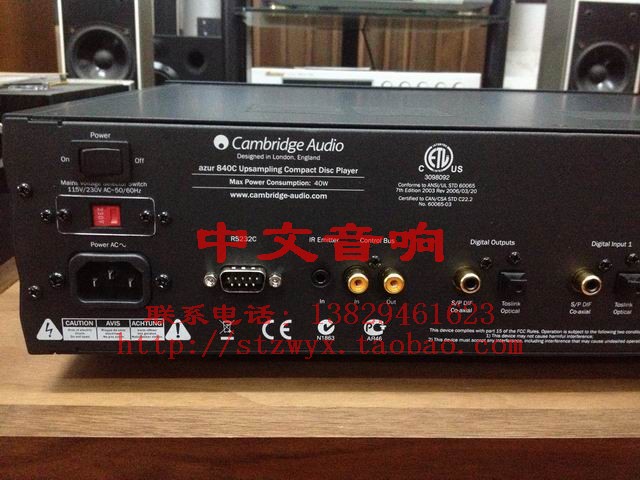 Cambridge Audio
Designed in London, England
azur 840C Upsampling Compact Disc Player
Max Power Consumption: 40W
www.cambridge-audio.com
Power
On
Off
Mains Voltage Selector Switch
115V/230V AC~50/60Hz
230V
Power AC~
C
ETL
US
3098092
Conforms to ANSI/UL STD 60065
7th Edition 2003 Rev 2006/03/20
Certified to CAN/CSA STD C22.2
No. 60065-03
RS232C
IR Emitter
Control Bus
Digital Outputs
Digital Input 1
中文音响
In
In
Out
S/P DIF
Co-axial
Toslink
Optical
S/P DIF
Co-axial
Toslink
Optical
联系电话: 13829461623
CAUTION
AVIS
ACHTUNG
CE
N1863
AR46
http://stzwyx.taobao.com/
This device complies with part 15 of the FCC Rules. Operation is subject to the following
1) This device may not cause harmful interference;
2) This device must accept any interference, including interference that may cause undesired